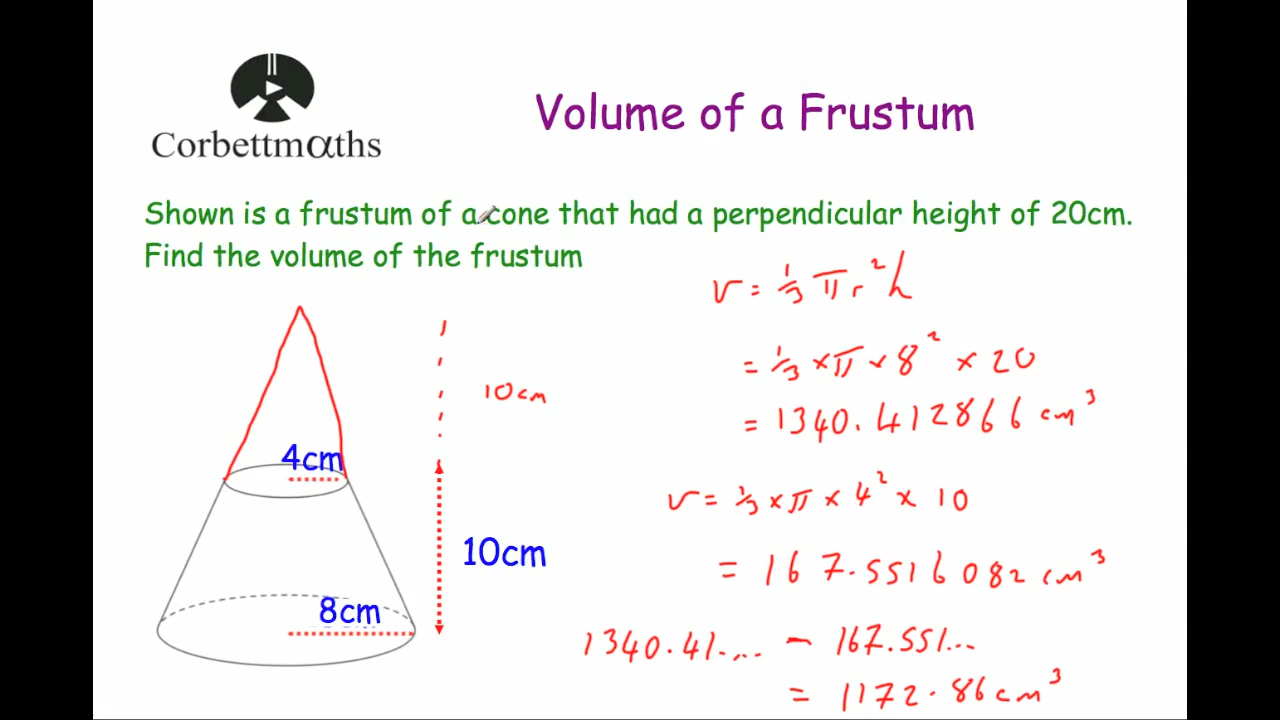 Corbettmαths
Volume of a Frustum
Shown is a frustum of a cone that had a perpendicular height of 20cm.
Find the volume of the frustum
10cm
4cm
10cm
8cm
V = 1/3 π r² h
= 1/3 × π × 8² × 20
= 1340.412866 cm³
V = 1/3 × π × 4² × 10
= 167.5516082 cm³
1340.41.... - 167.551...
= 1172.86 cm³